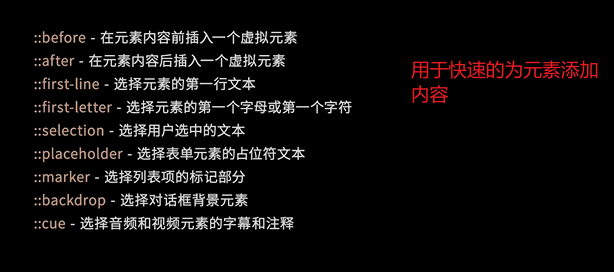 ::before - 在元素内容前插入一个虚拟元素
::after - 在元素内容后插入一个虚拟元素
::first-line - 选择元素的第一行文本
::first-letter - 选择元素的第一个字母或第一个字符
::selection - 选择用户选中的文本
::placeholder - 选择表单元素的占位符文本
::marker - 选择列表项的标记部分
::backdrop - 选择对话框背景元素
::cue - 选择音频和视频元素的字幕和注释
用于快速的为元素添加
内容